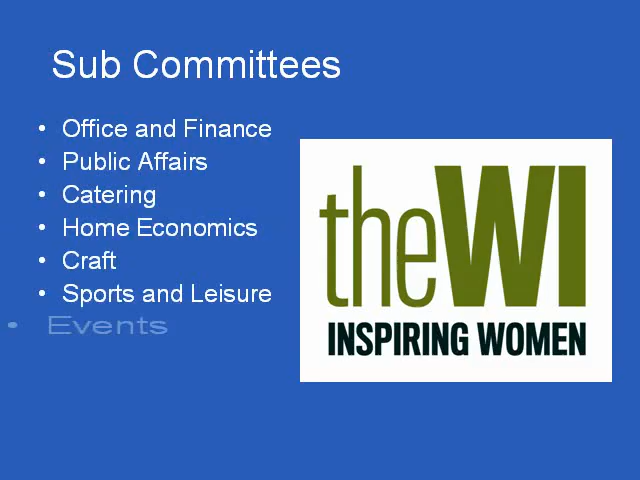 Sub Committees
• Office and Finance
• Public Affairs
• Catering
• Home Economics
• Craft
• Sports and Leisure
• Events
theWI
INSPIRING WOMEN